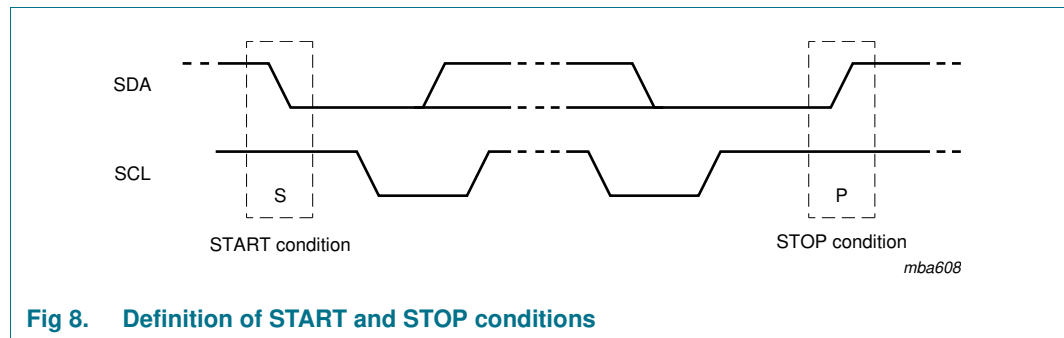 SDA
SCL
S
P
START condition
STOP condition
mba608
Fig 8. Definition of START and STOP conditions